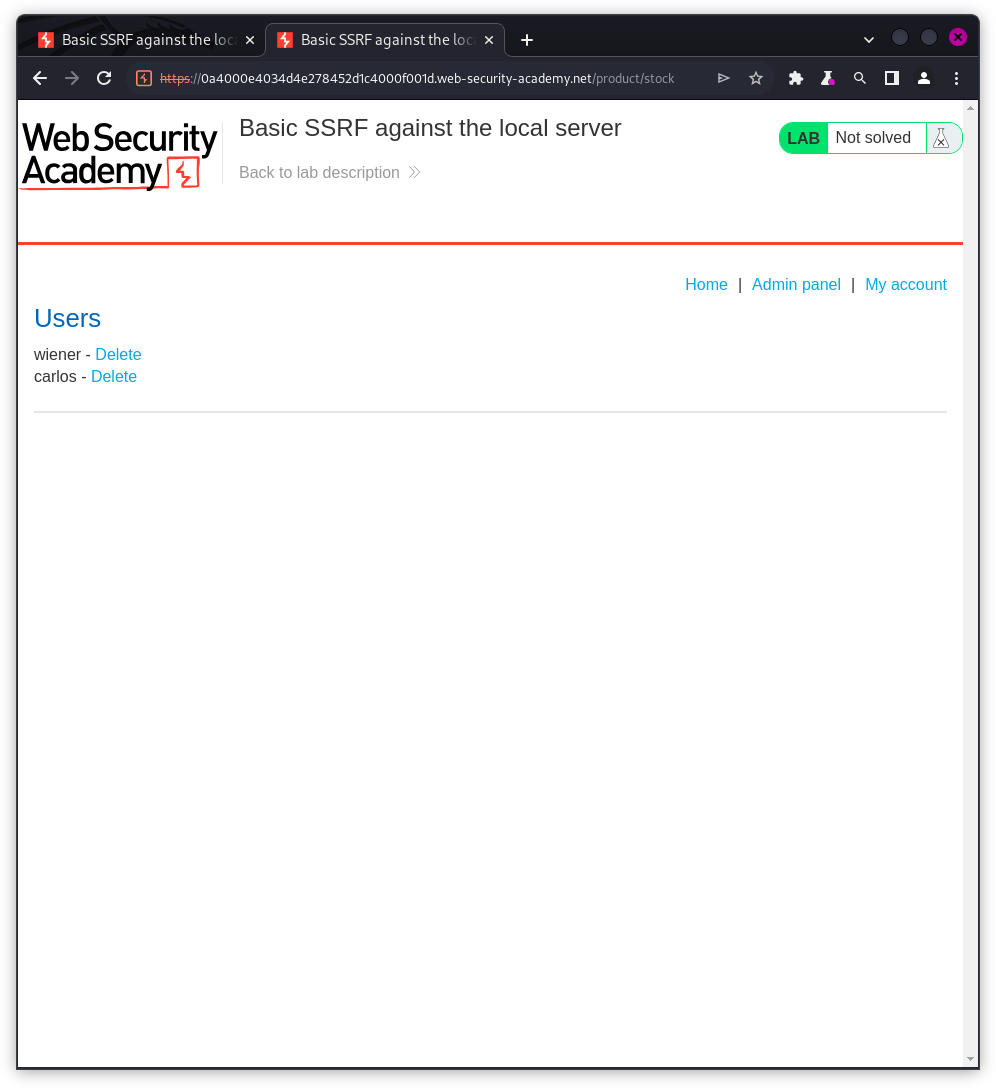 Basic SSRF against the loc
Basic SSRF against the loc
https://0a4000e4034d4e278452d1c4000f001d.web-security-academy.net/product/stock
Web Security
Academy
Basic SSRF against the local server
Back to lab description
LAB Not solved
Home | Admin panel | My account
Users
wiener - Delete
carlos - Delete